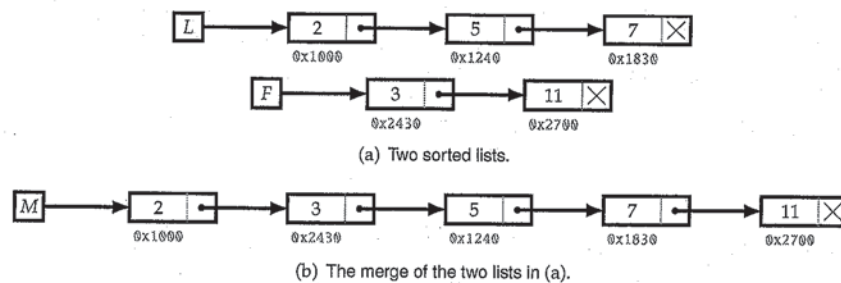 L 2 5 7
0x1000 0x1240 0x1830
F 3 11
0x2430 0x2700
(a) Two sorted lists.
M 2 3 5 7 11
0x1000 0x2430 0x1240 0x1830 0x2700
(b) The merge of the two lists in (a).